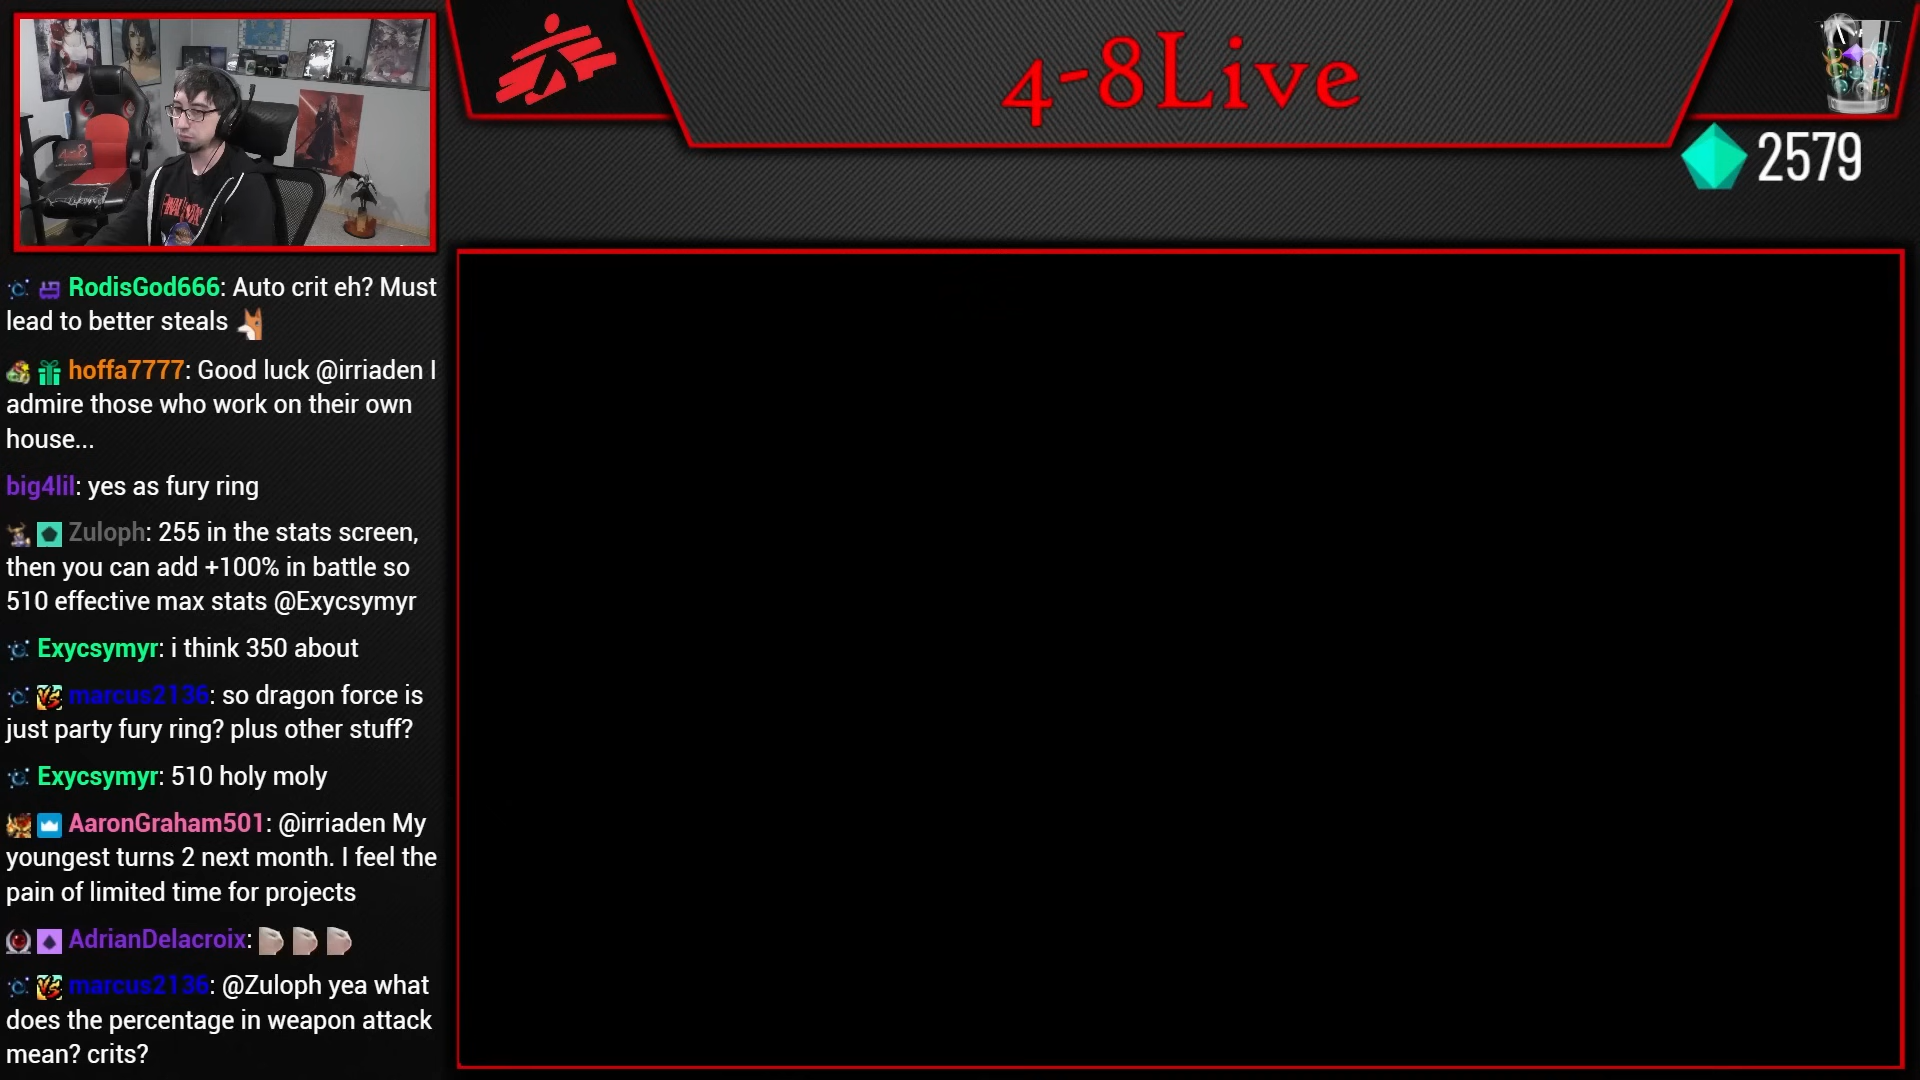 4-8Live
2579
RodisGod666: Auto crit eh? Must
lead to better steals
hoffa7777: Good luck @irriaden I
admire those who work on their own
house...
big4lil: yes as fury ring
Zuloph: 255 in the stats screen,
then you can add +100% in battle so
510 effective max stats @Exycsymyr
Exycsymyr: i think 350 about
marcus2136: so dragon force is
just party fury ring? plus other stuff?
Exycsymyr: 510 holy moly
AaronGraham501: @irriaden My
youngest turns 2 next month. I feel the
pain of limited time for projects
AdrianDelacroix:
marcus2136: @Zuloph yea what
does the percentage in weapon attack
mean? crits?